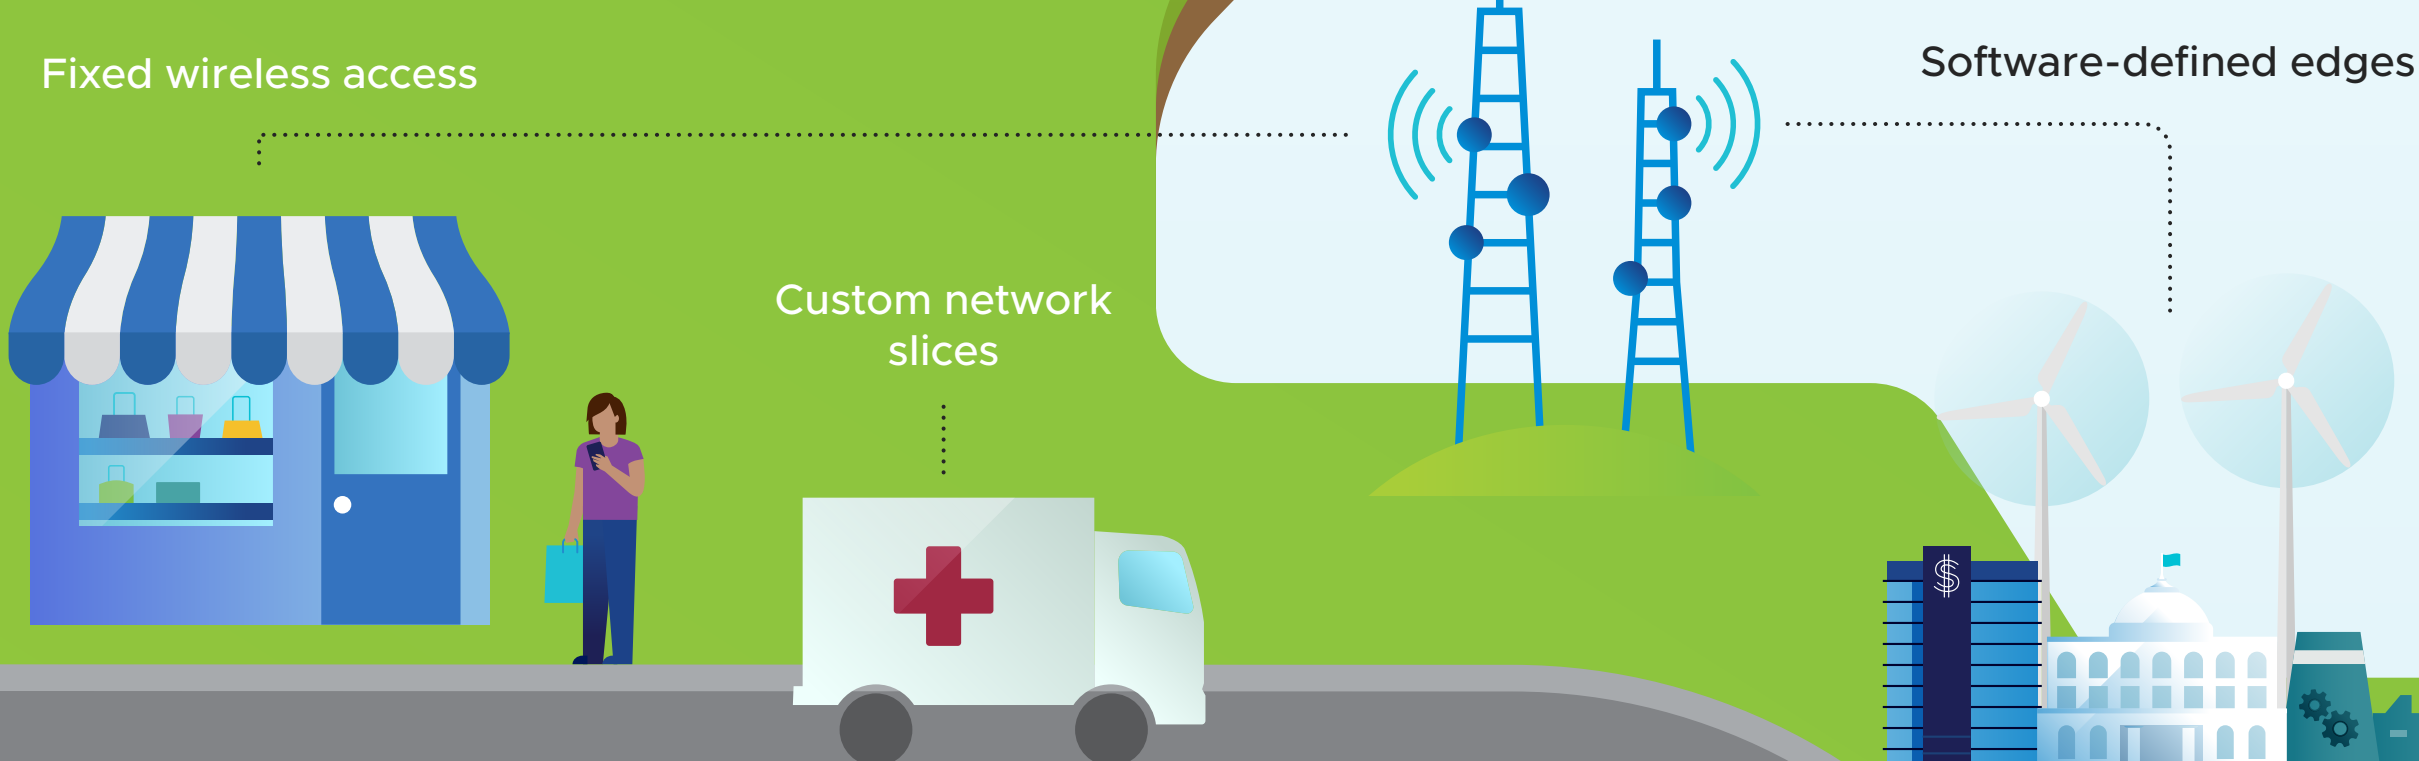 Fixed wireless access
Software-defined edges
Custom network
slices
$